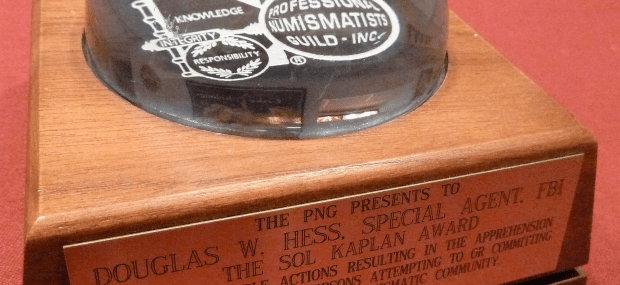 KNOWLEDGE
INTEGRITY
RESPONSIBILITY
®
PROFESSIONAL
NUMISMATISTS
GUILD - INC.
THE PNG PRESENTS TO
DOUGLAS W. HESS, SPECIAL AGENT, FBI
THE SOL KAPLAN AWARD
ACTIONS RESULTING IN THE APPREHENSION
PERSONS ATTEMPTING TO OR COMMITTING
COMMUNITY.